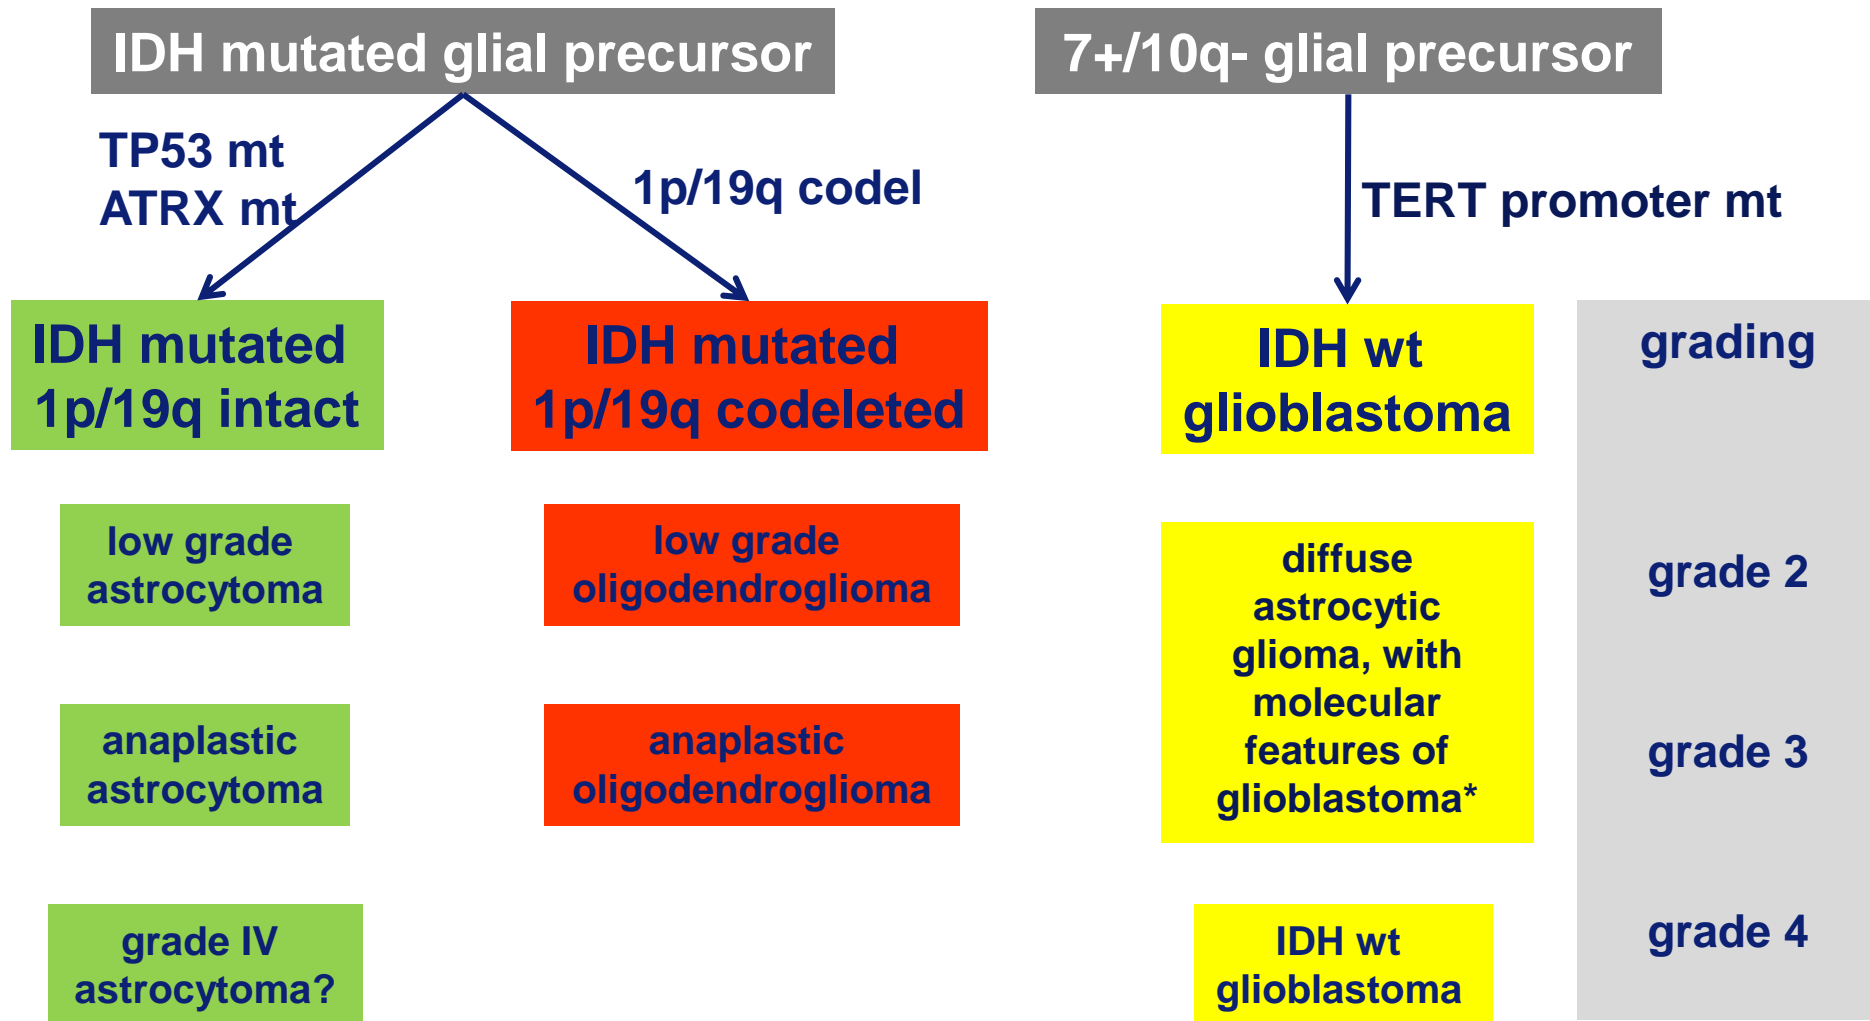 IDH mutated glial precursor
7+/10q- glial precursor
TP53 mt
ATRX mt
1p/19q codel
TERT promoter mt
IDH mutated
1p/19q intact
IDH mutated
1p/19q codeleted
IDH wt
glioblastoma
grading
low grade
astrocytoma
low grade
oligodendroglioma
diffuse
astrocytic
glioma, with
molecular
features of
glioblastoma*
grade 2
anaplastic
astrocytoma
anaplastic
oligodendroglioma
grade 3
grade IV
astrocytoma?
IDH wt
glioblastoma
grade 4